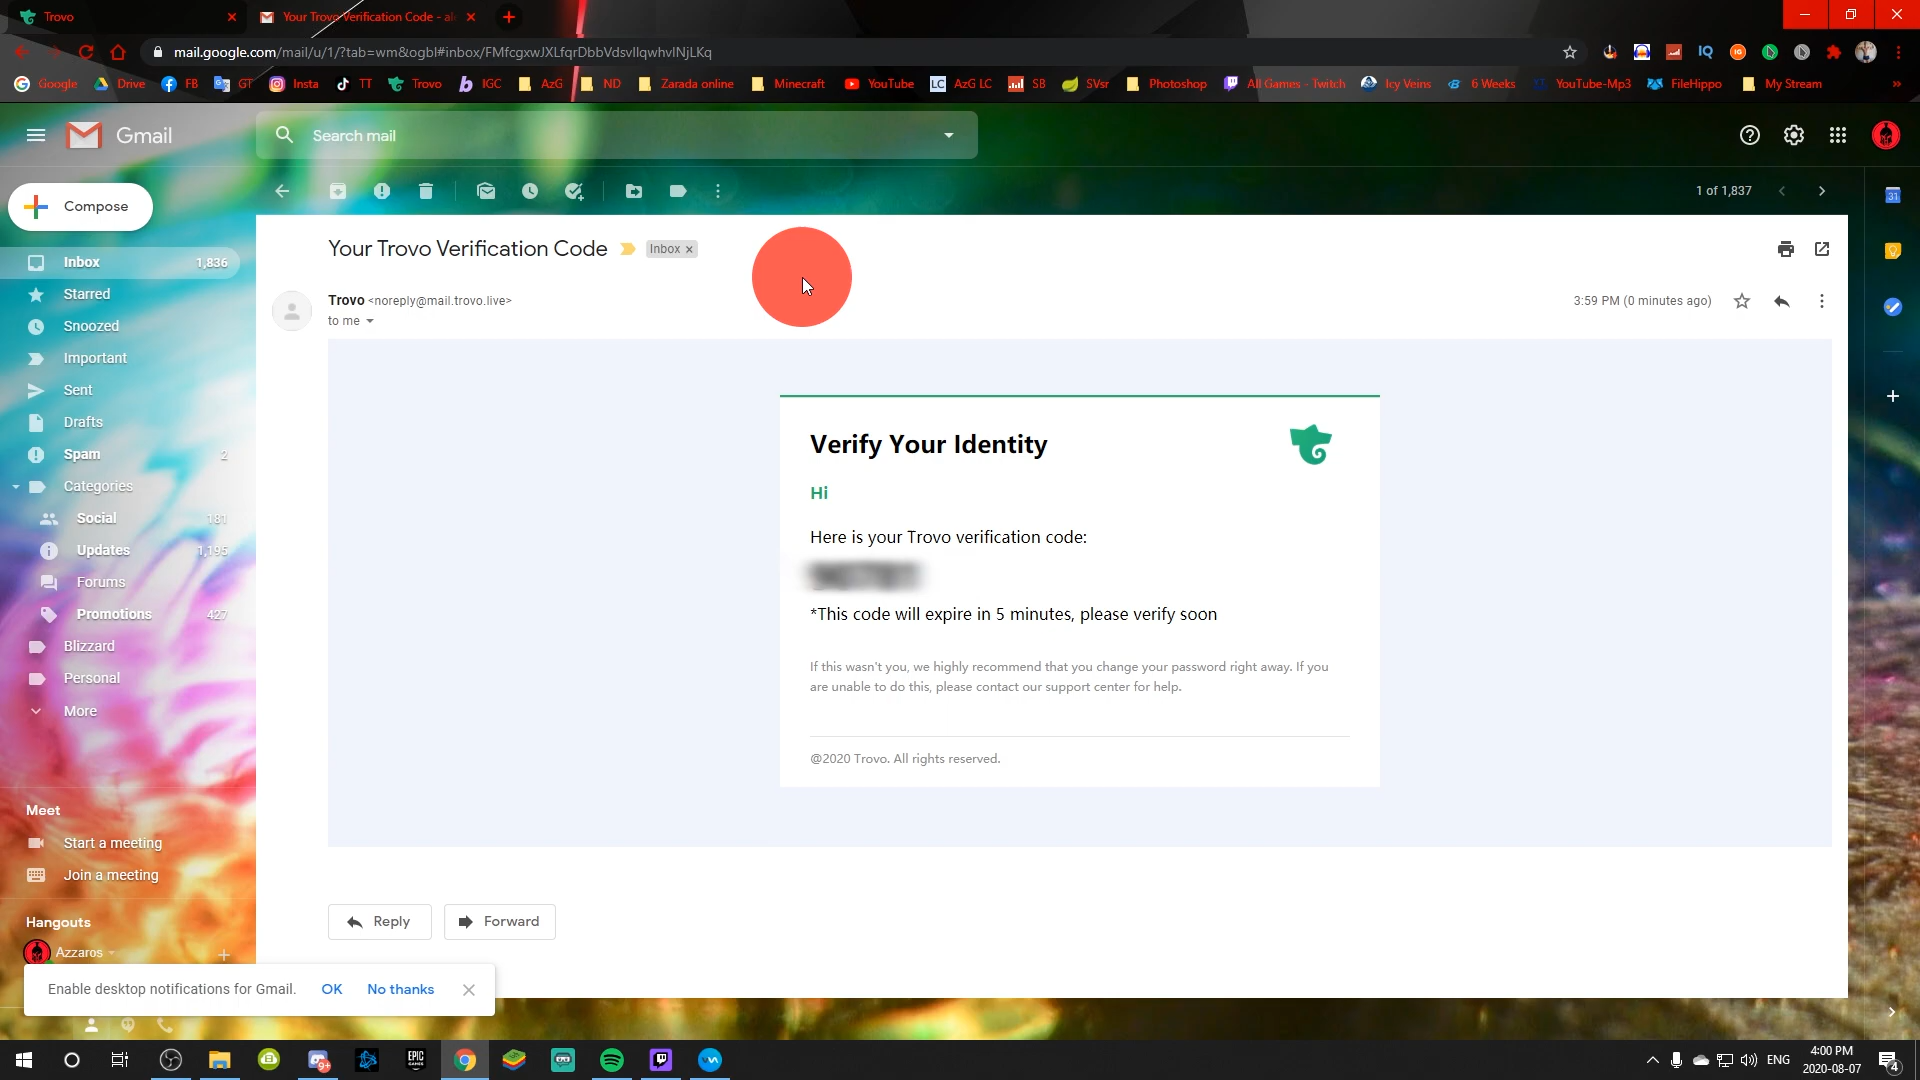 Trovo
Your Trovo Verification Code - al
mail.google.com/mail/u/1/?tab=wm&ogbl#inbox/FMfcgxwJXLfqrDbbVdsvllqwhvlNjLKq
Google Drive FB GT Insta TT Trovo IGC AzG ND Zarada online Minecraft YouTube AzG LC SB SVsr Photoshop All Games - Twitch Icy Veins 6 Weeks YouTube-Mp3 FileHippo My Stream »
Gmail
Search mail
Compose
1 of 1,837
Inbox 1,836
Starred
Snoozed
Important
Sent
Drafts
Spam 2
Categories
Social 181
Updates 1,195
Forums
Promotions 427
Blizzard
Personal
More
Meet
Start a meeting
Join a meeting
Hangouts
Azzaros
Your Trovo Verification Code Inbox x
Trovo <noreply@mail.trovo.live>
3:59 PM (0 minutes ago)
to me
Verify Your Identity
Hi
Here is your Trovo verification code:
*This code will expire in 5 minutes, please verify soon
If this wasn't you, we highly recommend that you change your password right away. If you
are unable to do this, please contact our support center for help.
@2020 Trovo. All rights reserved.
Reply
Forward
Enable desktop notifications for Gmail. OK No thanks
EPIC GAMES
9+
ENG
4:00 PM
2020-08-07
4
31